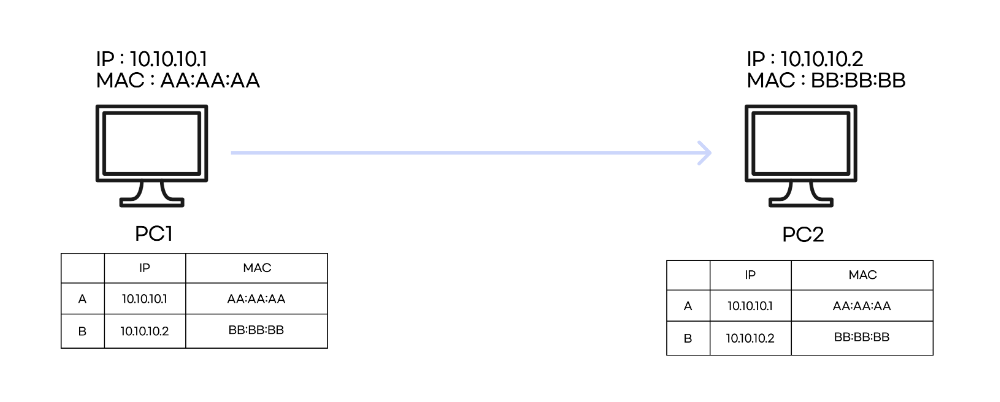 IP : 10.10.10.1
MAC : AA:AA:AA
IP : 10.10.10.2
MAC : BB:BB:BB
PC1
PC2
IP MAC
A 10.10.10.1 AA:AA:AA
B 10.10.10.2 BB:BB:BB
IP MAC
A 10.10.10.1 AA:AA:AA
B 10.10.10.2 BB:BB:BB